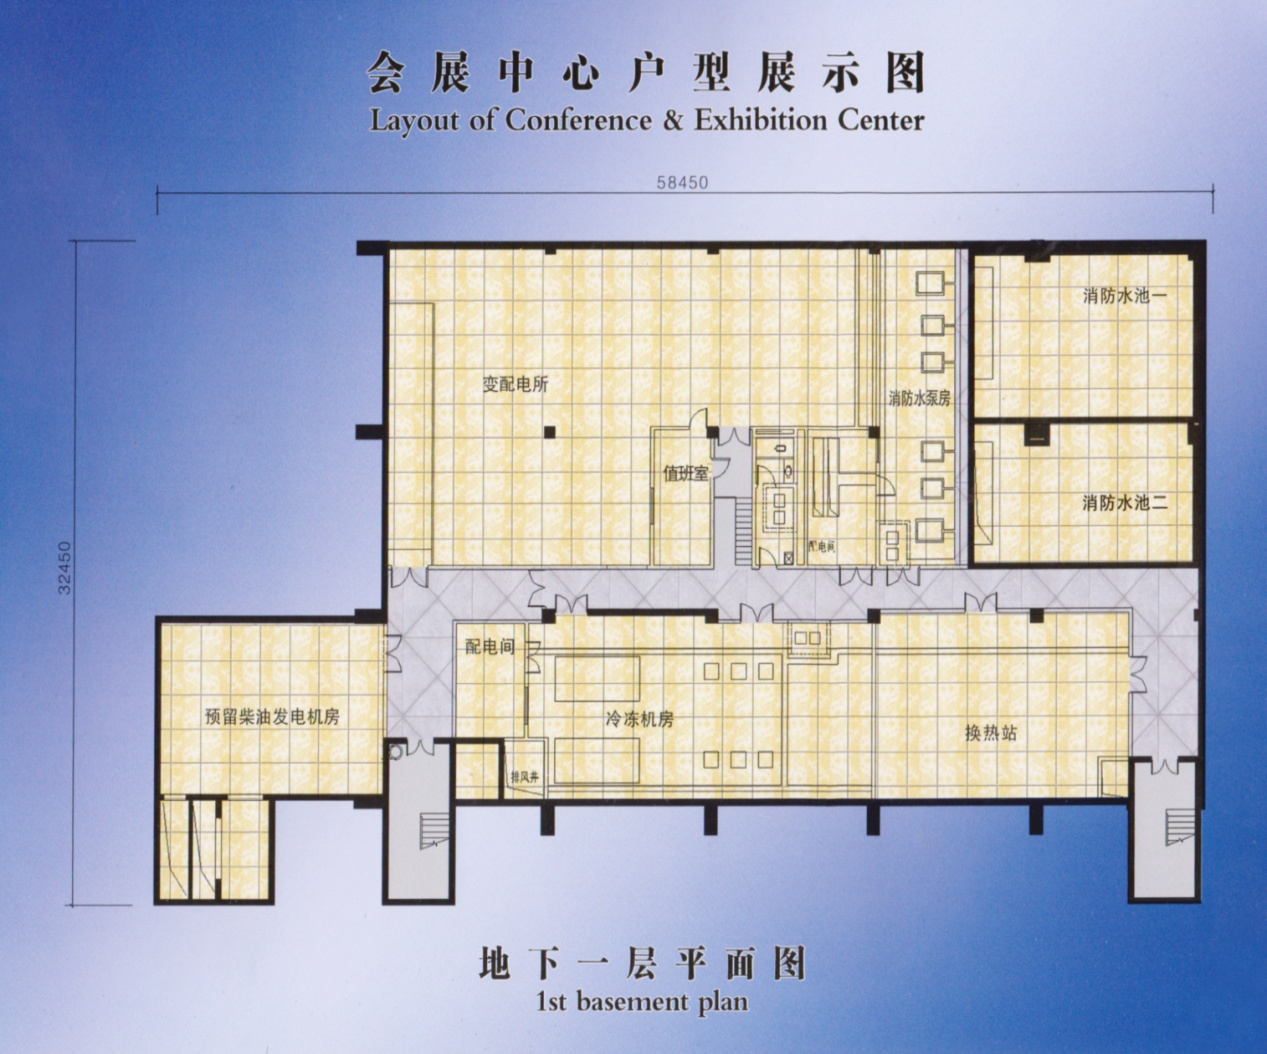 会展中心户型展示图
Layout of Conference & Exhibition Center
58450
32450
消防水池一
变配电所
消防水泵房
值班室
消防水池二
配电间
配电间
预留柴油发电机房
冷冻机房
换热站
排风井
地下一层平面图
1st basement plan